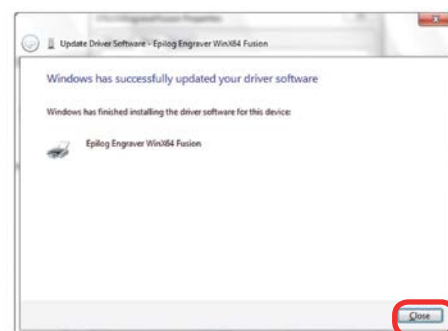 Update Driver Software - Epilog Engraver WinX64 Fusion
Windows has successfully updated your driver software
Windows has finished installing the driver software for this device:
Epilog Engraver WinX64 Fusion
Close